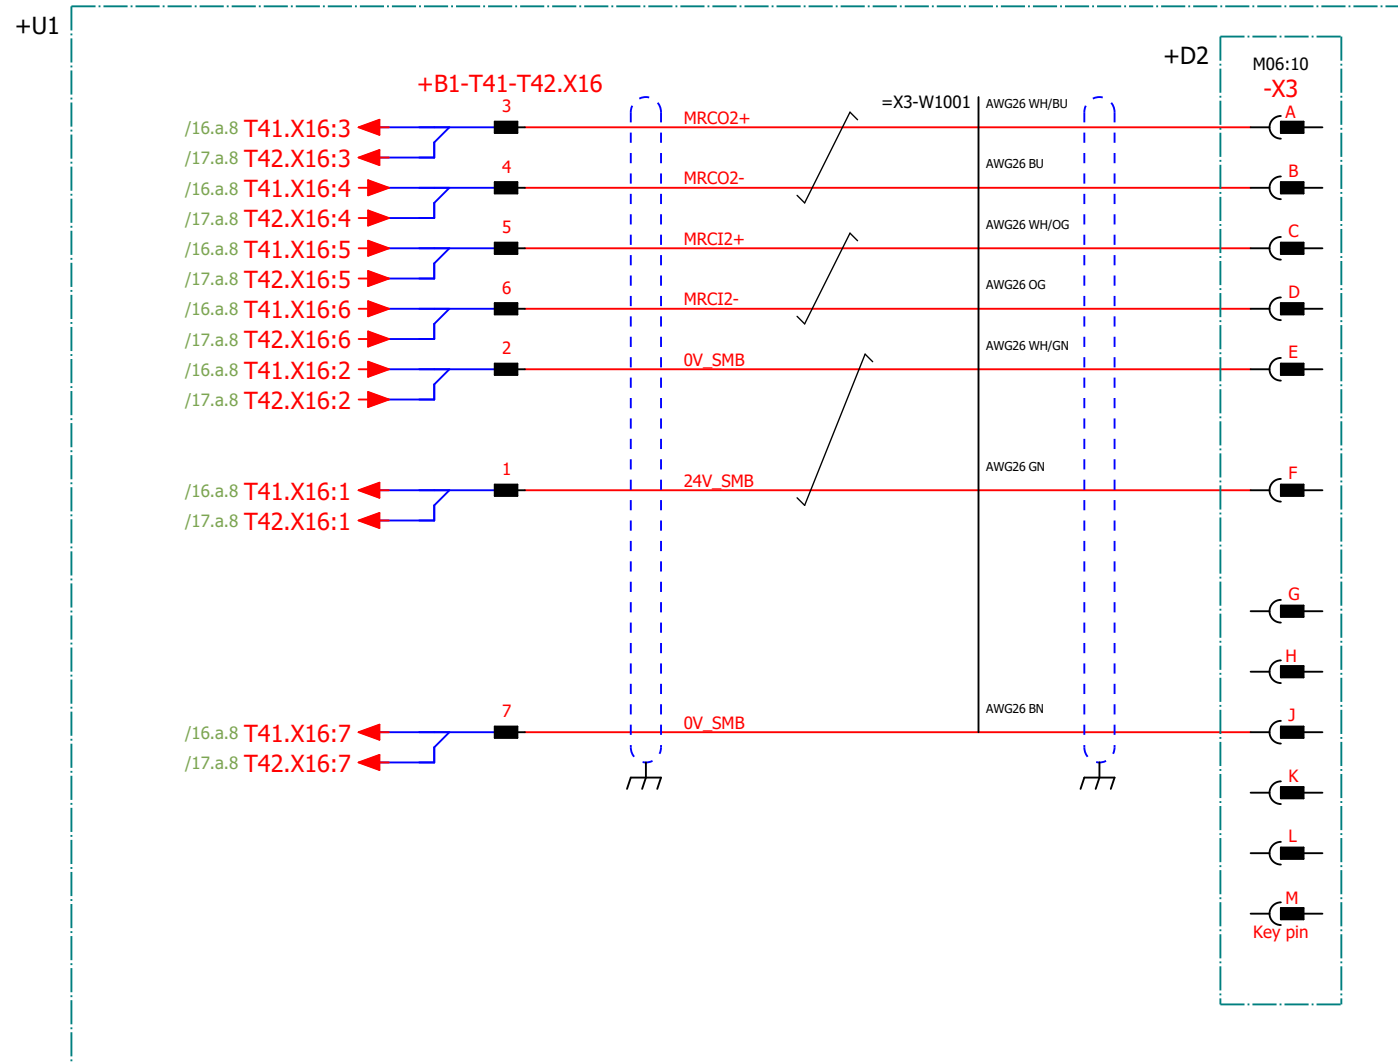 +U1
+D2
M06:10
-X3
+B1-T41-T42.X16
=X3-W1001
/16.a.8 T41.X16:3 3 MRCO2+ AWG26 WH/BU A
/17.a.8 T42.X16:3
/16.a.8 T41.X16:4 4 MRCO2- AWG26 BU B
/17.a.8 T42.X16:4
/16.a.8 T41.X16:5 5 MRCI2+ AWG26 WH/OG C
/17.a.8 T42.X16:5
/16.a.8 T41.X16:6 6 MRCI2- AWG26 OG D
/17.a.8 T42.X16:6
/16.a.8 T41.X16:2 2 0V_SMB AWG26 WH/GN E
/17.a.8 T42.X16:2
/16.a.8 T41.X16:1 1 24V_SMB AWG26 GN F
/17.a.8 T42.X16:1
G
H
/16.a.8 T41.X16:7 7 0V_SMB AWG26 BN J
/17.a.8 T42.X16:7
K
L
M
Key pin